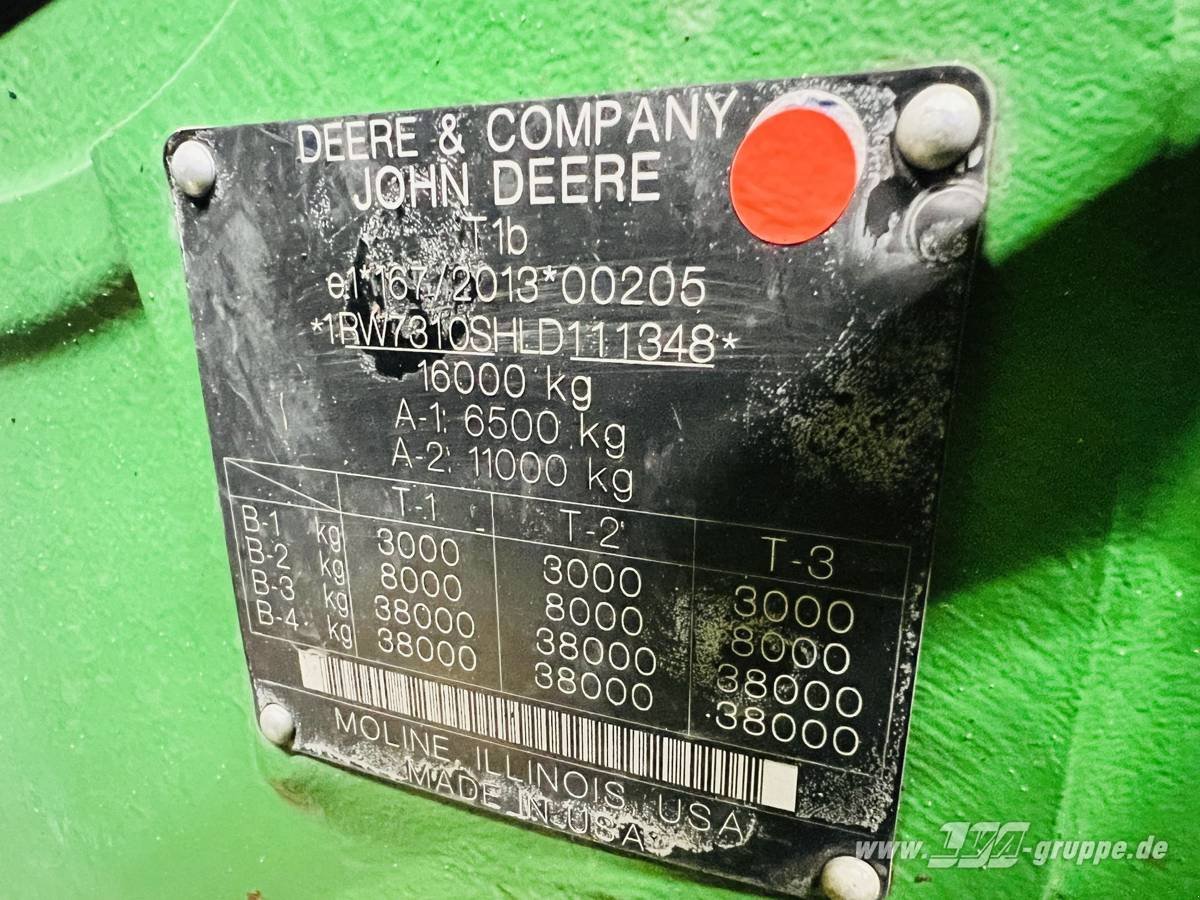 DEERE & COMPANY
JOHN DEERE
T1b
e1*167/2013*00205
*1RW7310SHLD111348*
16000 kg
A-1: 6500 kg
A-2: 11000 kg
T-1 T-2 T-3
B-1 kg 3000 3000 3000
B-2 kg 8000 8000 8000
B-3 kg 38000 38000 38000
B-4 kg 38000 38000 38000
MOLINE, ILLINOIS, USA
MADE IN USA
www.LVA-gruppe.de